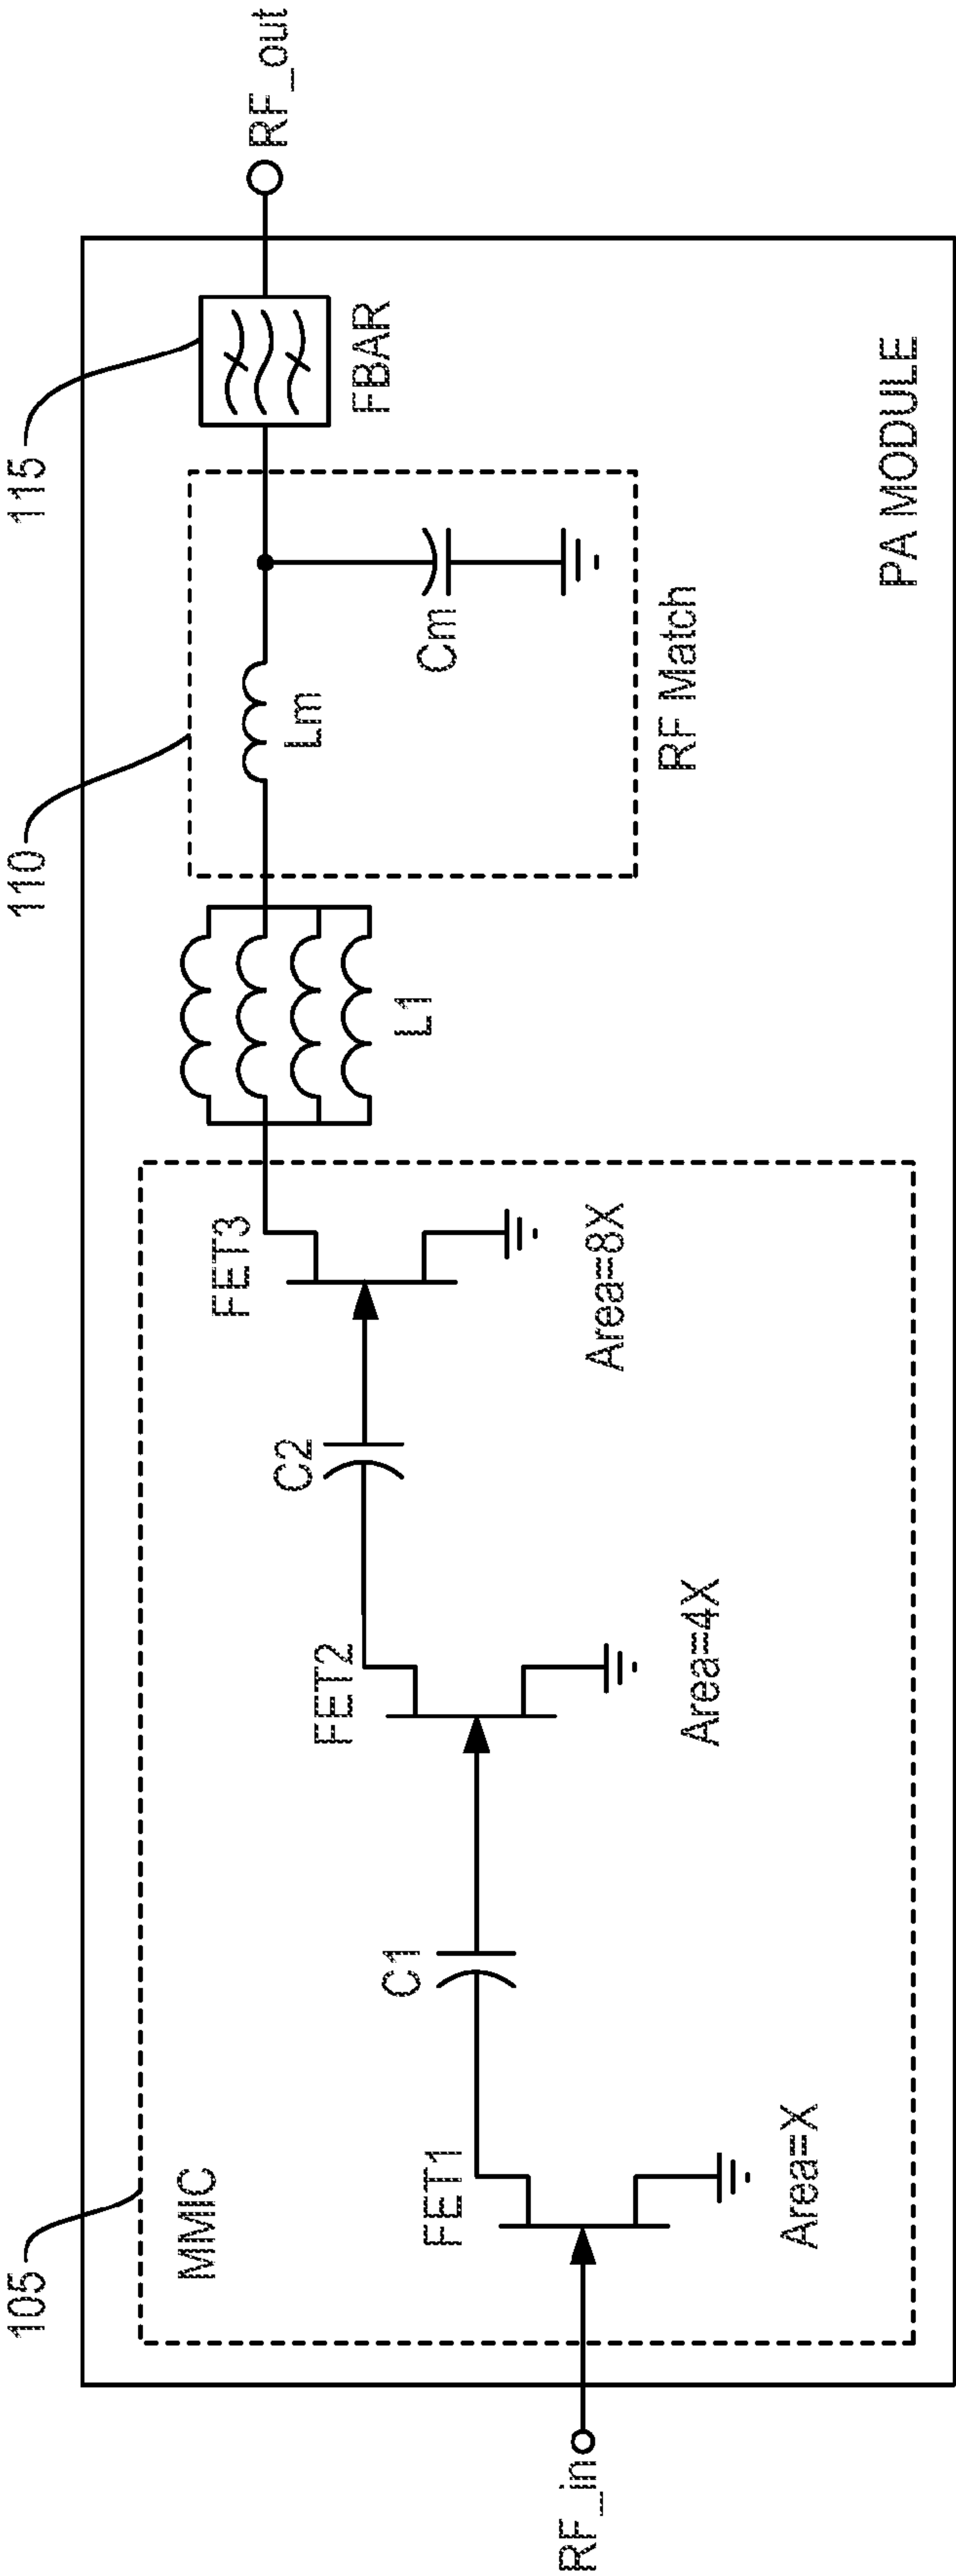 105
110
115
MMIC
FET1
C1
FET2
C2
FET3
L1
Lm
Cm
FBAR
RF_in
RF_out
Area=X
Area=4X
Area=8X
RF Match
PA MODULE